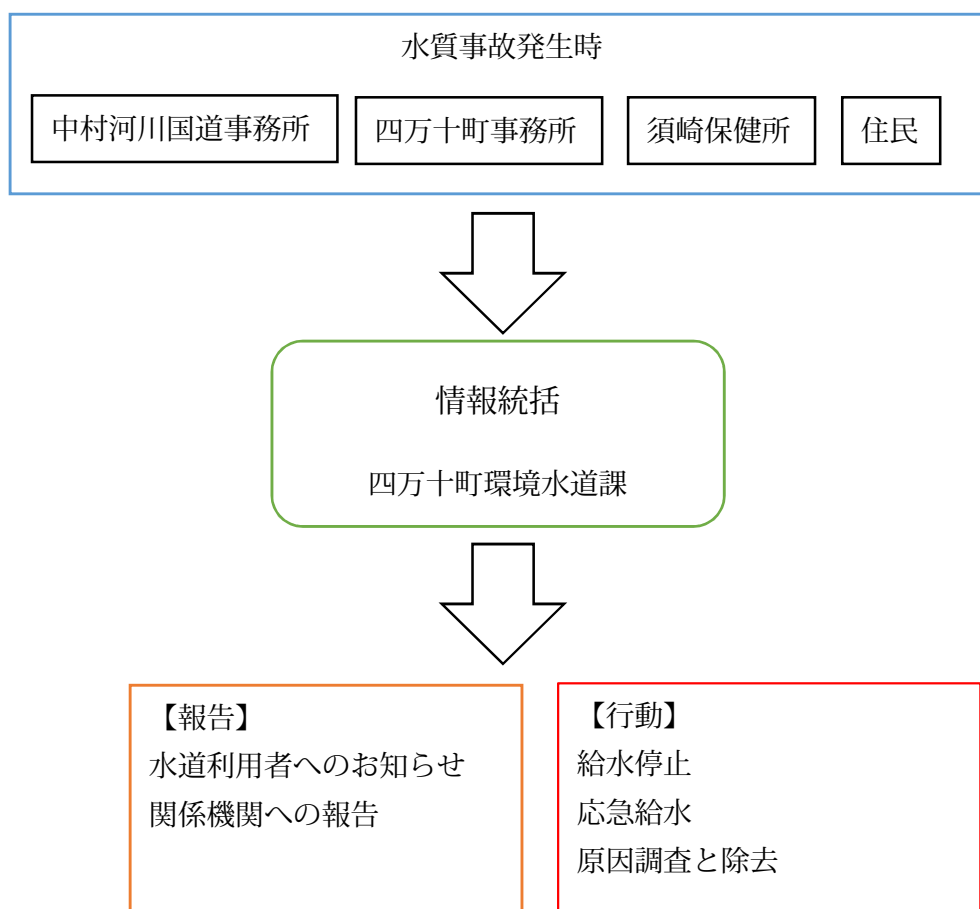 水質事故発生時
中村河川国道事務所 四万十町事務所 須崎保健所 住民
情報統括
四万十町環境水道課
【報告】
水道利用者へのお知らせ
関係機関への報告
【行動】
給水停止
応急給水
原因調査と除去